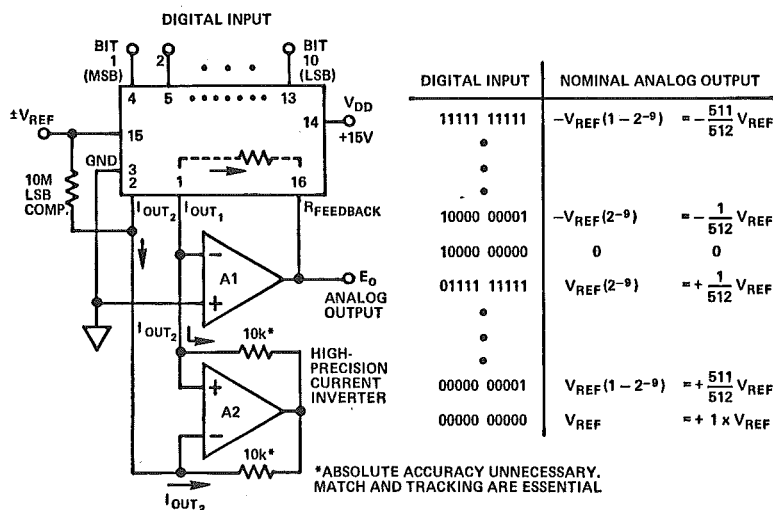 DIGITAL INPUT
BIT 1 (MSB)
2
BIT 10 (LSB)
4
5
13
±VREF
15
14
VDD
+15V
GND
3
2
1
16
10M
LSB
COMP.
IOUT2
IOUT1
RFEEDBACK
−
A1
+
EO
ANALOG
OUTPUT
IOUT2
10k*
HIGH-
PRECISION
CURRENT
INVERTER
+
A2
−
10k*
IOUT2
*ABSOLUTE ACCURACY UNNECESSARY.
MATCH AND TRACKING ARE ESSENTIAL
DIGITAL INPUT NOMINAL ANALOG OUTPUT
11111 11111 −VREF(1 − 2⁻⁹) = − 511/512 VREF
10000 00001 −VREF(2⁻⁹) = − 1/512 VREF
10000 00000 0 0
01111 11111 VREF(2⁻⁹) = + 1/512 VREF
00000 00001 VREF(1 − 2⁻⁹) = + 511/512 VREF
00000 00000 VREF = + 1 x VREF